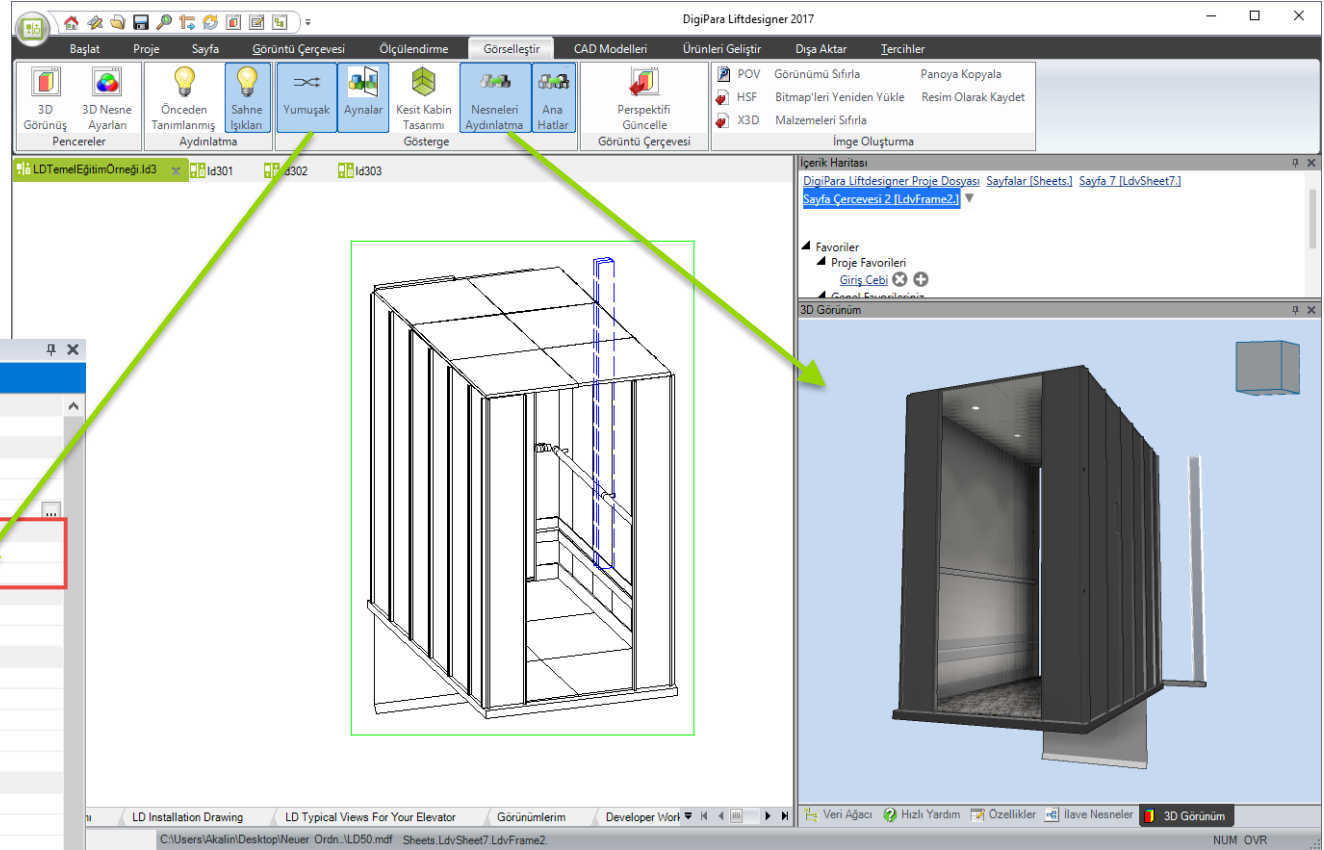 DigiPara Liftdesigner 2017
Başlat Proje Sayfa Görüntü Çerçevesi Ölçülendirme Görselleştir CAD Modelleri Ürünleri Geliştir Dışa Aktar Tercihler
3D Görünüş
3D Nesne Ayarları
Pencereler
Önceden Tanımlanmış
Sahne Işıkları
Aydınlatma
Yumuşak
Aynalar
Kesit Kabin Tasarımı
Nesneleri Aydınlatma
Ana Hatlar
Gösterge
Perspektifi Güncelle
Görüntü Çerçevesi
POV Görünümü Sıfırla Panoya Kopyala
HSF Bitmap'leri Yeniden Yükle Resim Olarak Kaydet
X3D Malzemeleri Sıfırla
İmge Oluşturma
LDTemelEğitimÖrneği.ld3 ld301 ld302 ld303
İçerik Haritası
DigiPara Liftdesigner Proje Dosyası Sayfalar [Sheets.] Sayfa 7 [LdvSheet7.]
Sayfa Çerçevesi 2 [LdvFrame2.]
Favoriler
Proje Favorileri
Giriş Cebi
Genel Favorileriniz
3D Görünüm
...
LD Installation Drawing LD Typical Views For Your Elevator Görünümlerim Developer Work
Veri Ağacı Hızlı Yardım Özellikler İlave Nesneler 3D Görünüm
C:\Users\Akalin\Desktop\Neuer Ordn..\LD50.mdf Sheets.LdvSheet7.LdvFrame2.
NUM OVR